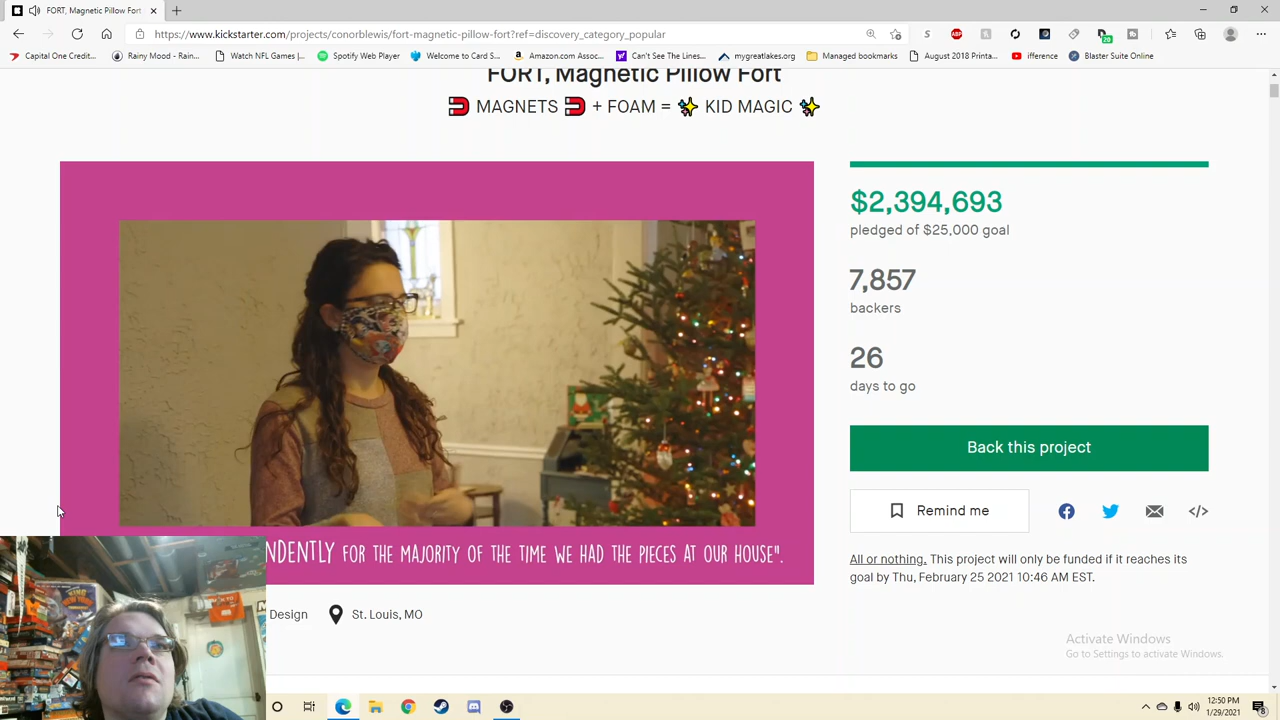 FORT, Magnetic Pillow Fort
https://www.kickstarter.com/projects/conorblewis/fort-magnetic-pillow-fort?ref=discovery_category_popular
Capital One Credit...
Rainy Mood - Rain...
Watch NFL Games |...
Spotify Web Player
Welcome to Card S...
Amazon.com Assoc...
Can't See The Lines...
mygreatlakes.org
Managed bookmarks
August 2018 Printa...
ifference
Blaster Suite Online
FORT, Magnetic Pillow Fort
MAGNETS + FOAM = KID MAGIC
$2,394,693
pledged of $25,000 goal
7,857
backers
26
days to go
Back this project
Remind me
All or nothing. This project will only be funded if it reaches its
goal by Thu, February 25 2021 10:46 AM EST.
NDENTLY FOR THE MAJORITY OF THE TIME WE HAD THE PIECES AT OUR HOUSE".
Design
St. Louis, MO
Activate Windows
Go to Settings to activate Windows.
12:50 PM
1/29/2021